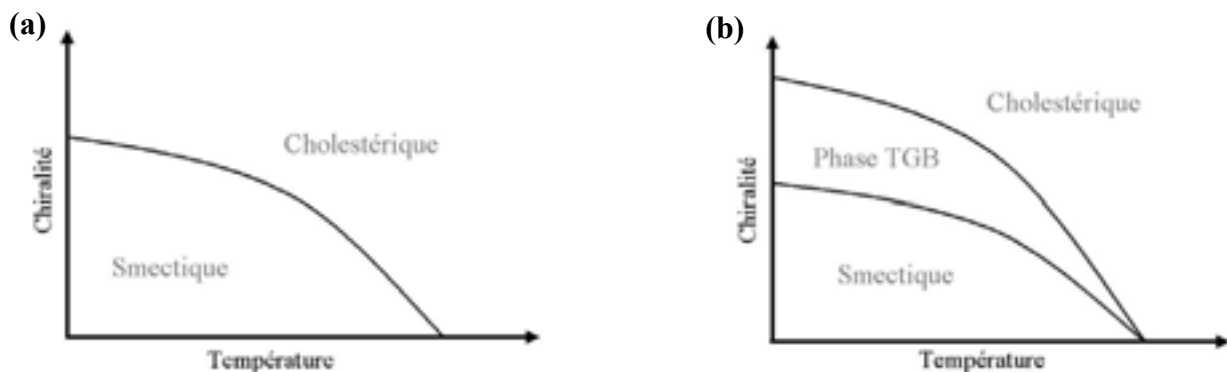 (a)
Chiralité
Cholestérique
Smectique
Température
(b)
Chiralité
Cholestérique
Phase TGB
Smectique
Température